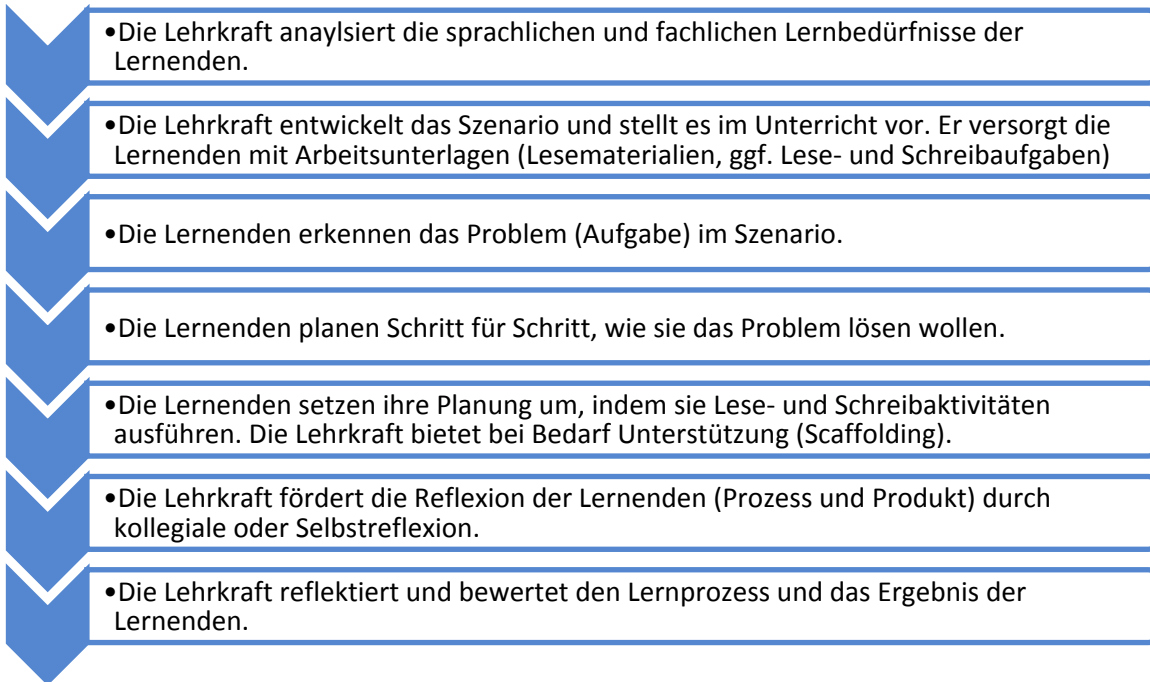 •Die Lehrkraft anaylsiert die sprachlichen und fachlichen Lernbedürfnisse der
Lernenden.
•Die Lehrkraft entwickelt das Szenario und stellt es im Unterricht vor. Er versorgt die
Lernenden mit Arbeitsunterlagen (Lesematerialien, ggf. Lese- und Schreibaufgaben)
•Die Lernenden erkennen das Problem (Aufgabe) im Szenario.
•Die Lernenden planen Schritt für Schritt, wie sie das Problem lösen wollen.
•Die Lernenden setzen ihre Planung um, indem sie Lese- und Schreibaktivitäten
ausführen. Die Lehrkraft bietet bei Bedarf Unterstützung (Scaffolding).
•Die Lehrkraft fördert die Reflexion der Lernenden (Prozess und Produkt) durch
kollegiale oder Selbstreflexion.
•Die Lehrkraft reflektiert und bewertet den Lernprozess und das Ergebnis der
Lernenden.